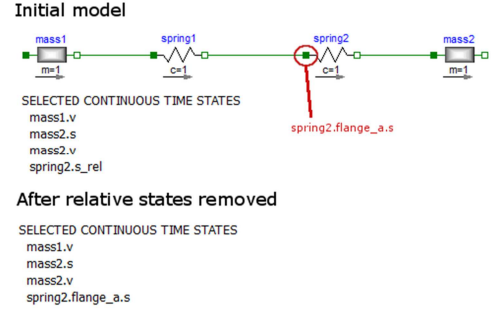 Initial model
mass1 spring1 spring2 mass2
m=1 c=1 c=1 m=1
spring2.flange_a.s
SELECTED CONTINUOUS TIME STATES
mass1.v
mass2.s
mass2.v
spring2.s_rel
After relative states removed
SELECTED CONTINUOUS TIME STATES
mass1.v
mass2.s
mass2.v
spring2.flange_a.s